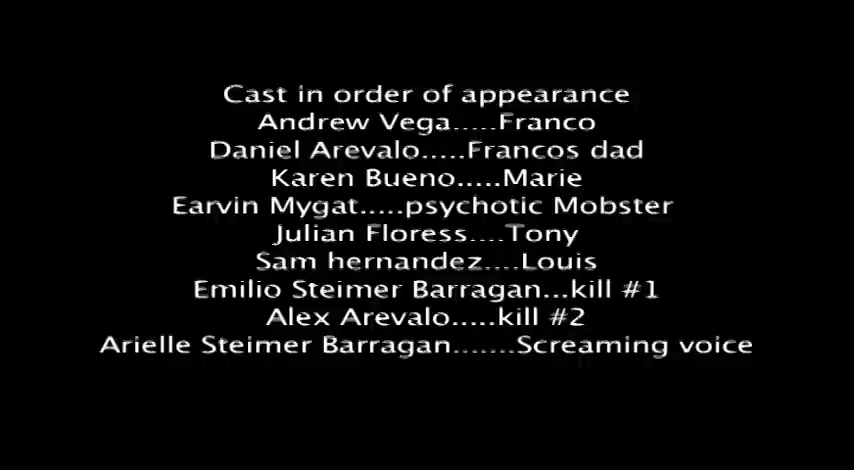 Cast in order of appearance
Andrew Vega.....Franco
Daniel Arevalo.....Francos dad
Karen Bueno.....Marie
Earvin Mygat.....psychotic Mobster
Julian Floress....Tony
Sam hernandez....Louis
Emilio Steimer Barragan...kill #1
Alex Arevalo.....kill #2
Arielle Steimer Barragan.......Screaming voice